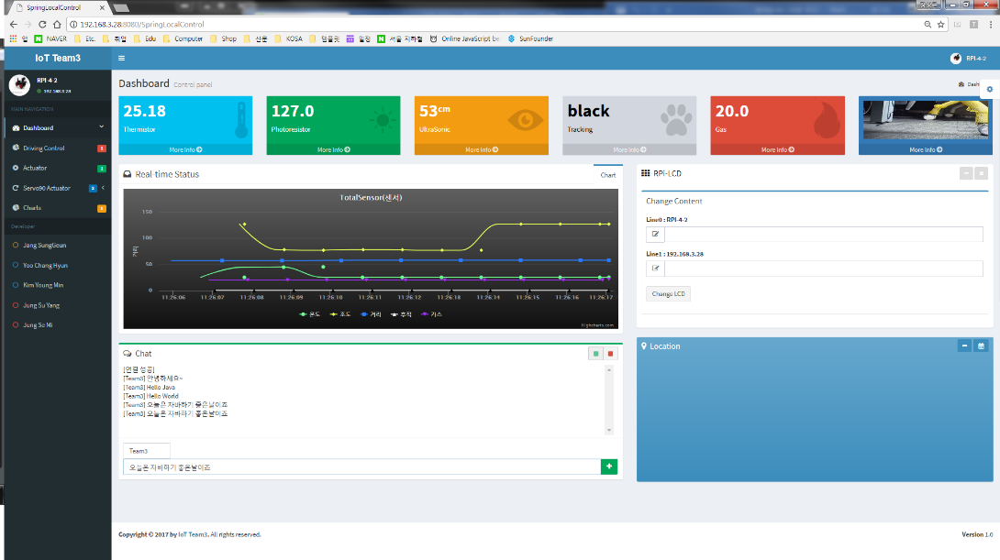 SpringLocalControl
192.168.3.28:8080/SpringLocalControl
앱 NAVER Etc. 취업 Edu Computer Shop 신문 KOSA 템플릿 일정 서울 지하철 Online JavaScript be SunFounder
IoT Team3
RPI-4-2
RPI-4-2
192.168.3.28
MAIN NAVIGATION
Dashboard
Driving Control
Actuator
Servo90 Actuator
Charts
Developer
Jang SungGeun
Yoo Chang Hyun
Kim Young Min
Jung Su Yang
Jung Se Mi
Dashboard Control panel
Dash
25.18
Thermistor
More Info
127.0
Photoresistor
More Info
53cm
UltraSonic
More Info
black
Tracking
More Info
20.0
Gas
More Info
More Info
Real-time Status
Chart
TotalSensor(센서)
거리
150
100
50
0
11:26:06 11:26:07 11:26:08 11:26:09 11:26:10 11:26:11 11:26:12 11:26:13 11:26:14 11:26:15 11:26:16 11:26:17
온도 조도 거리 추적 가스
Highcharts.com
RPi-LCD
Change Content
Line0 : RPI-4-2
Line1 : 192.168.3.28
Change LCD
Chat
[연결 성공]
[Team3] 안녕하세요~
[Team3] Hello Java
[Team3] Hello World
[Team3] 오늘은 자바하기 좋은날이죠
[Team3] 오늘은 자바하기 좋은날이죠
Team3
오늘은 자바하기 좋은날이죠
Location
Copyright © 2017 by IoT Team3. All rights reserved.
Version 1.0